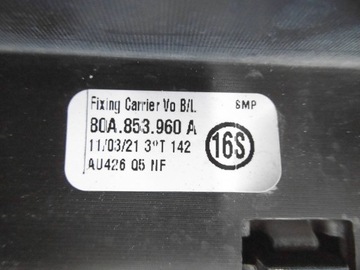 Fixing Carrier Vo B/L SMP
80A.853.960 A
11/03/21 3°T 142
16S
AU426 Q5 NF